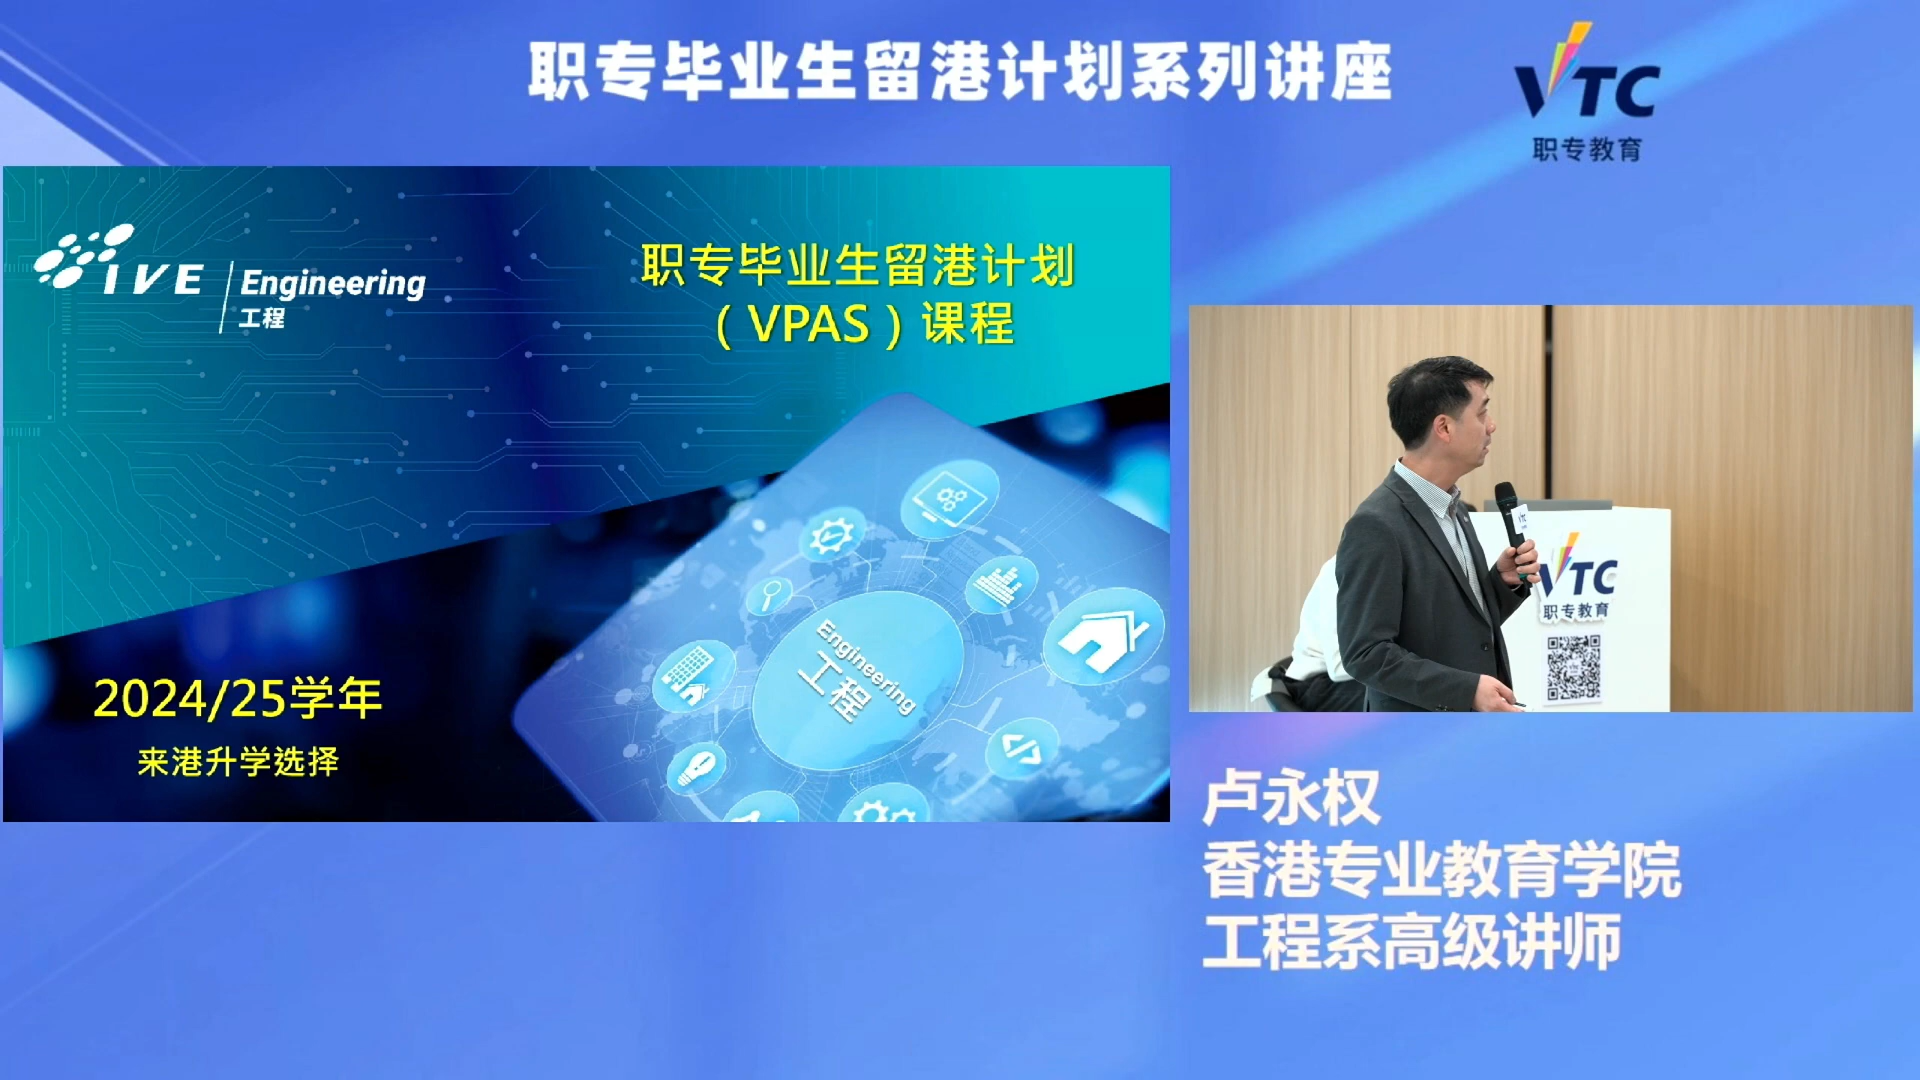 职专毕业生留港计划系列讲座
VTC
职专教育
IVE
Engineering
工程
职专毕业生留港计划
（VPAS）课程
Engineering
工程
2024/25学年
来港升学选择
VTC
职专教育
卢永权
香港专业教育学院
工程系高级讲师